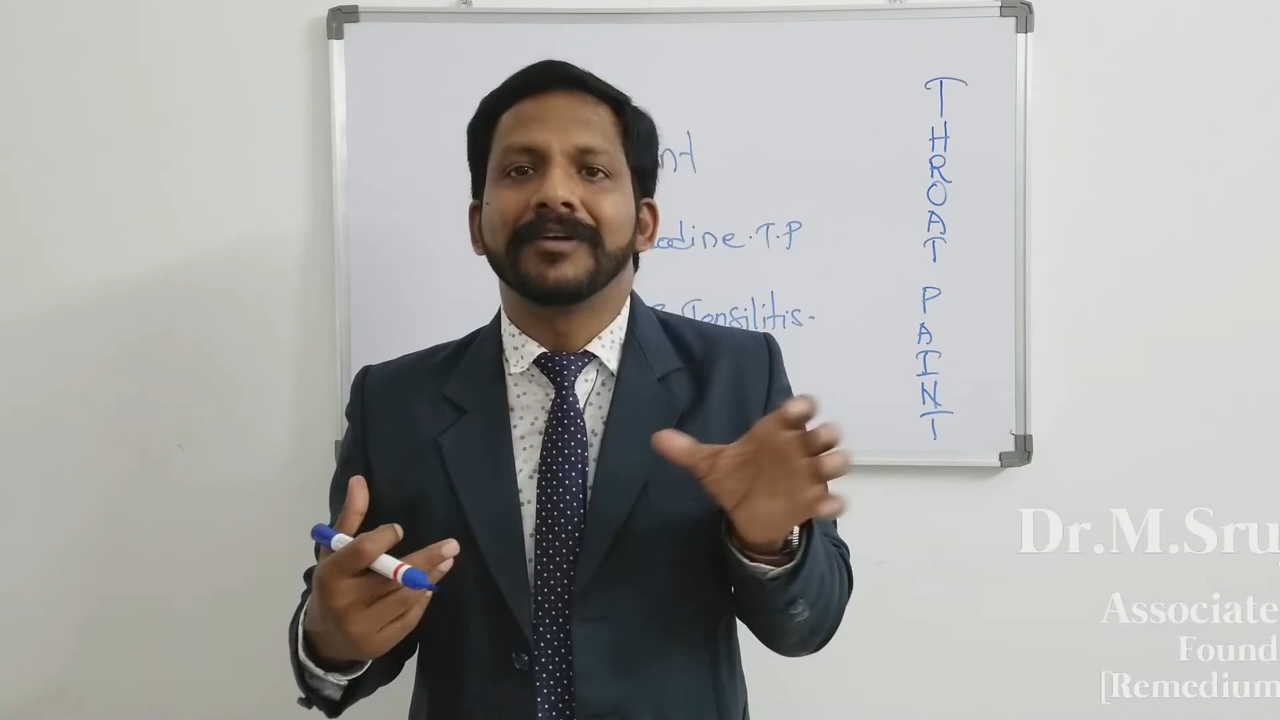 THROAT PAINT
nt
odine.T.P
Tonsilitis.
Dr.M.Sru
Associate
Found
[Remedium